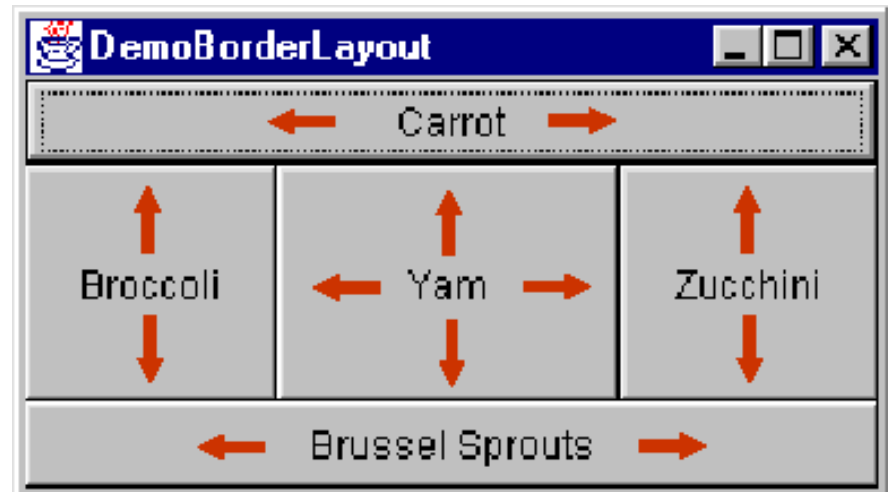 DemoBorderLayout
Carrot
Broccoli
Yam
Zucchini
Brussel Sprouts